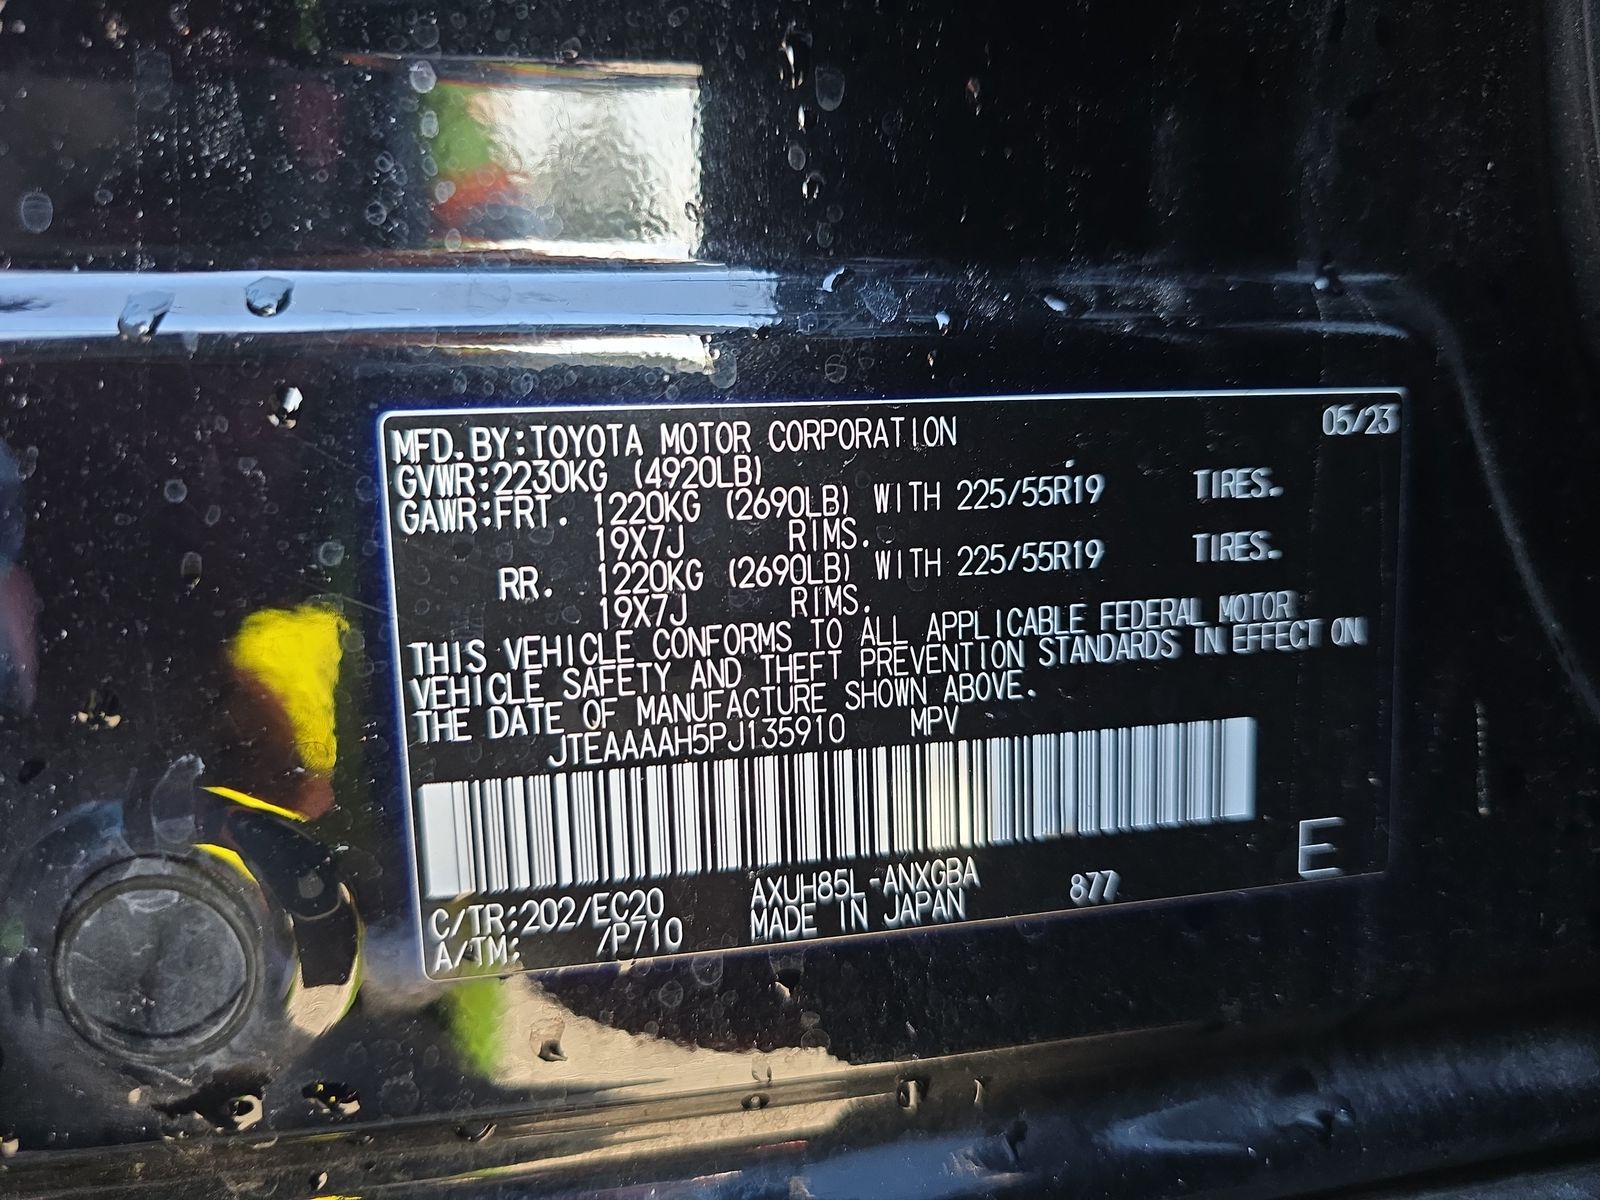 05/23
MFD.BY:TOYOTA MOTOR CORPORATION
GVWR:2230KG (4920LB)
GAWR:FRT. 1220KG (2690LB) WITH 225/55R19 TIRES.
19X7J RIMS.
RR. 1220KG (2690LB) WITH 225/55R19 TIRES.
19X7J RIMS.
THIS VEHICLE CONFORMS TO ALL APPLICABLE FEDERAL MOTOR
VEHICLE SAFETY AND THEFT PREVENTION STANDARDS IN EFFECT ON
THE DATE OF MANUFACTURE SHOWN ABOVE.
JTEAAAAH5PJ135910 MPV
E
C/TR:202/EC20 AXUH85L-ANXGBA 877
A/TM: /P710 MADE IN JAPAN